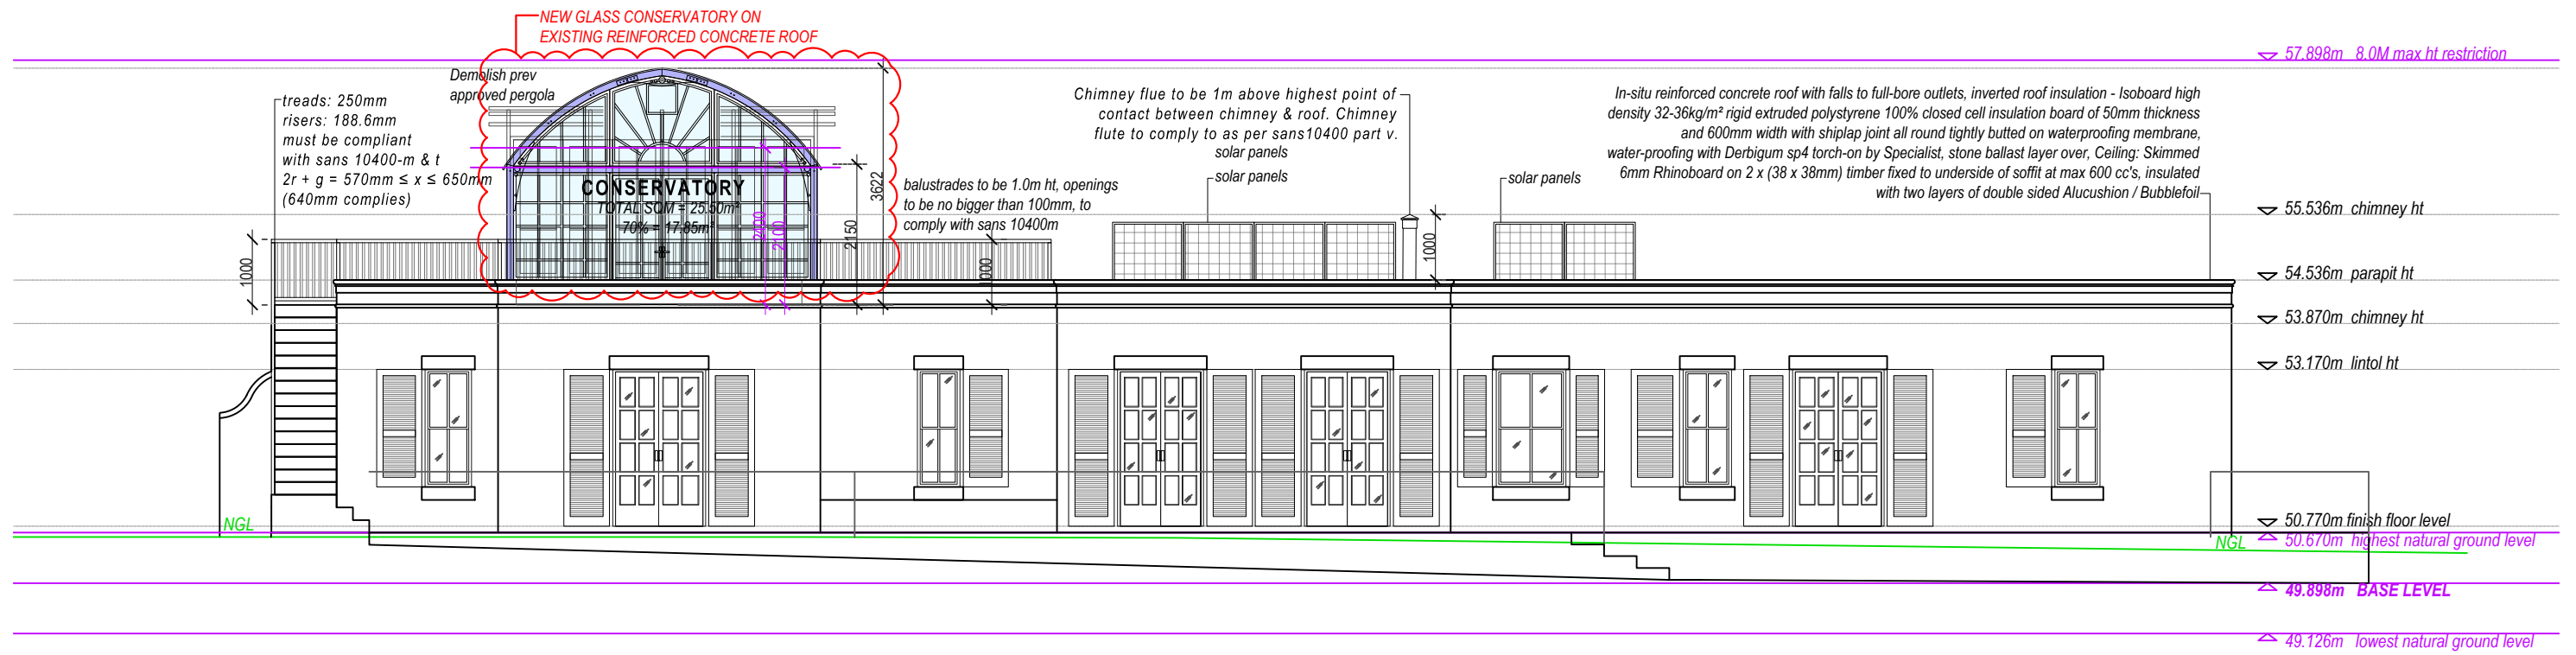 NEW GLASS CONSERVATORY ON
EXISTING REINFORCED CONCRETE ROOF
57.898m 8.0M max ht restriction
Demolish prev
approved pergola
treads: 250mm
risers: 188.6mm
must be compliant
with sans 10400-m & t
2r + g = 570mm ≤ x ≤ 650mm
(640mm complies)
CONSERVATORY
TOTAL SQM = 25.50m²
70% = 17.85m²
2400
2100
2150
3622
balustrades to be 1.0m ht, openings
to be no bigger than 100mm, to
comply with sans 10400m
Chimney flue to be 1m above highest point of
contact between chimney & roof. Chimney
flute to comply to as per sans10400 part v.
solar panels
solar panels
solar panels
In-situ reinforced concrete roof with falls to full-bore outlets, inverted roof insulation - Isoboard high
density 32-36kg/m² rigid extruded polystyrene 100% closed cell insulation board of 50mm thickness
and 600mm width with shiplap joint all round tightly butted on waterproofing membrane,
water-proofing with Derbigum sp4 torch-on by Specialist, stone ballast layer over, Ceiling: Skimmed
6mm Rhinoboard on 2 x (38 x 38mm) timber fixed to underside of soffit at max 600 cc's, insulated
with two layers of double sided Alucushion / Bubblefoil
1000
1000
1000
55.536m chimney ht
54.536m parapit ht
53.870m chimney ht
53.170m lintol ht
NGL
NGL
50.770m finish floor level
50.670m highest natural ground level
49.898m BASE LEVEL
49.126m lowest natural ground level